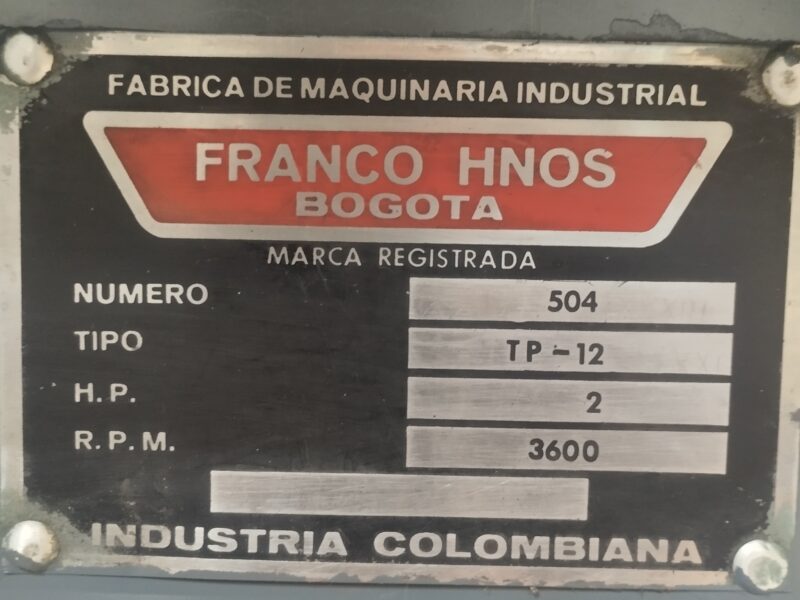 FABRICA DE MAQUINARIA INDUSTRIAL
FRANCO HNOS
BOGOTA
MARCA REGISTRADA
NUMERO 504
TIPO TP-12
H.P. 2
R.P.M. 3600
INDUSTRIA COLOMBIANA